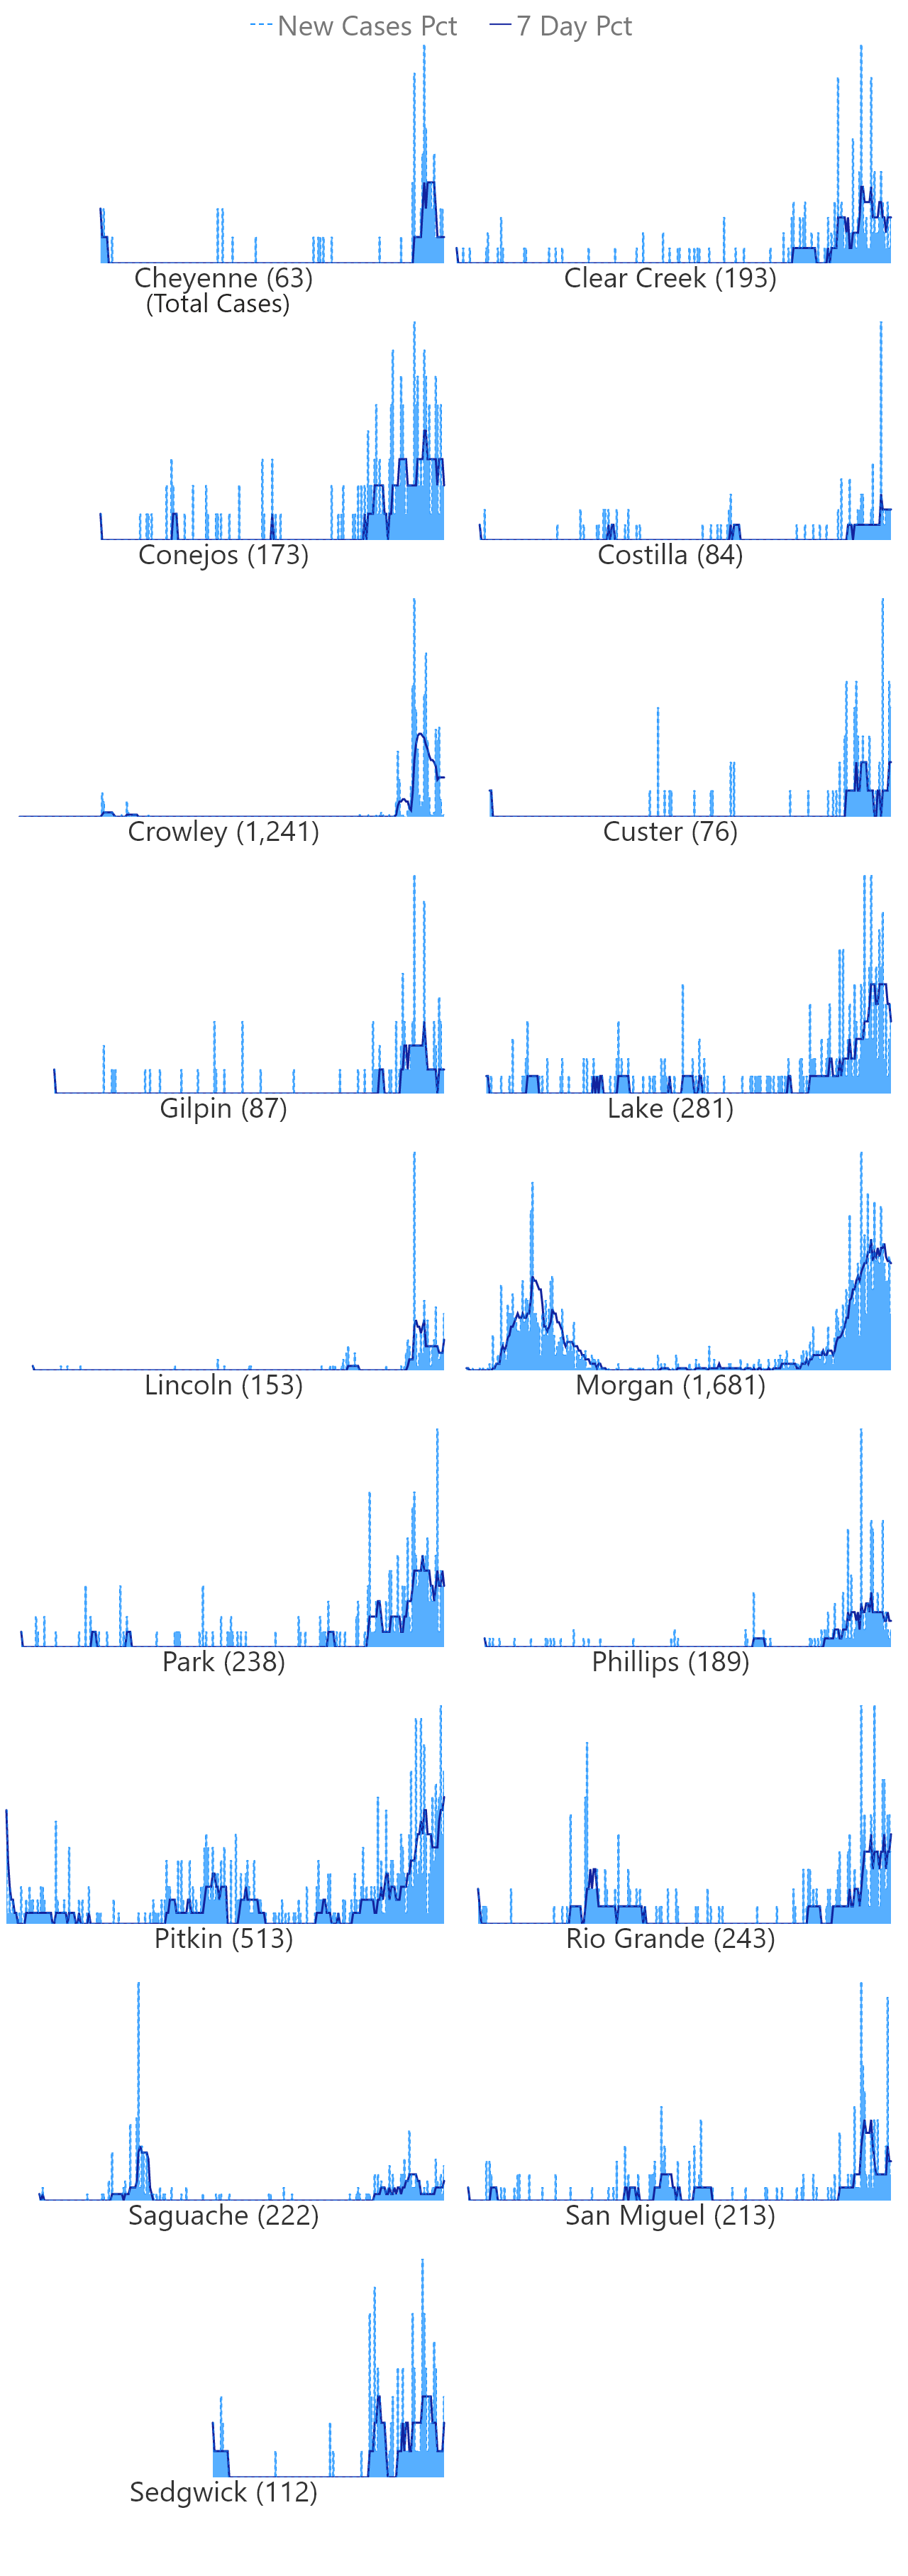 New Cases Pct 7 Day Pct
Cheyenne (63) Clear Creek (193)
(Total Cases)
Conejos (173) Costilla (84)
Crowley (1,241) Custer (76)
Gilpin (87) Lake (281)
Lincoln (153) Morgan (1,681)
Park (238) Phillips (189)
Pitkin (513) Rio Grande (243)
Saguache (222) San Miguel (213)
Sedgwick (112)